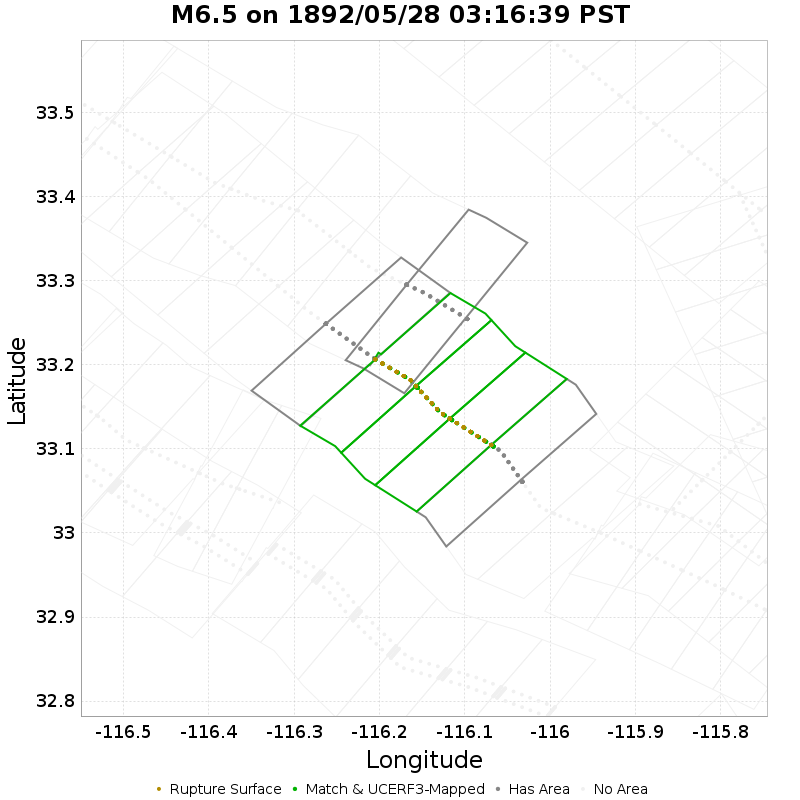 M6.5 on 1892/05/28 03:16:39 PST
33.5
33.4
33.3
33.2
33.1
33
32.9
32.8
Latitude
-116.5 -116.4 -116.3 -116.2 -116.1 -116 -115.9 -115.8
Longitude
Rupture Surface Match & UCERF3-Mapped Has Area No Area